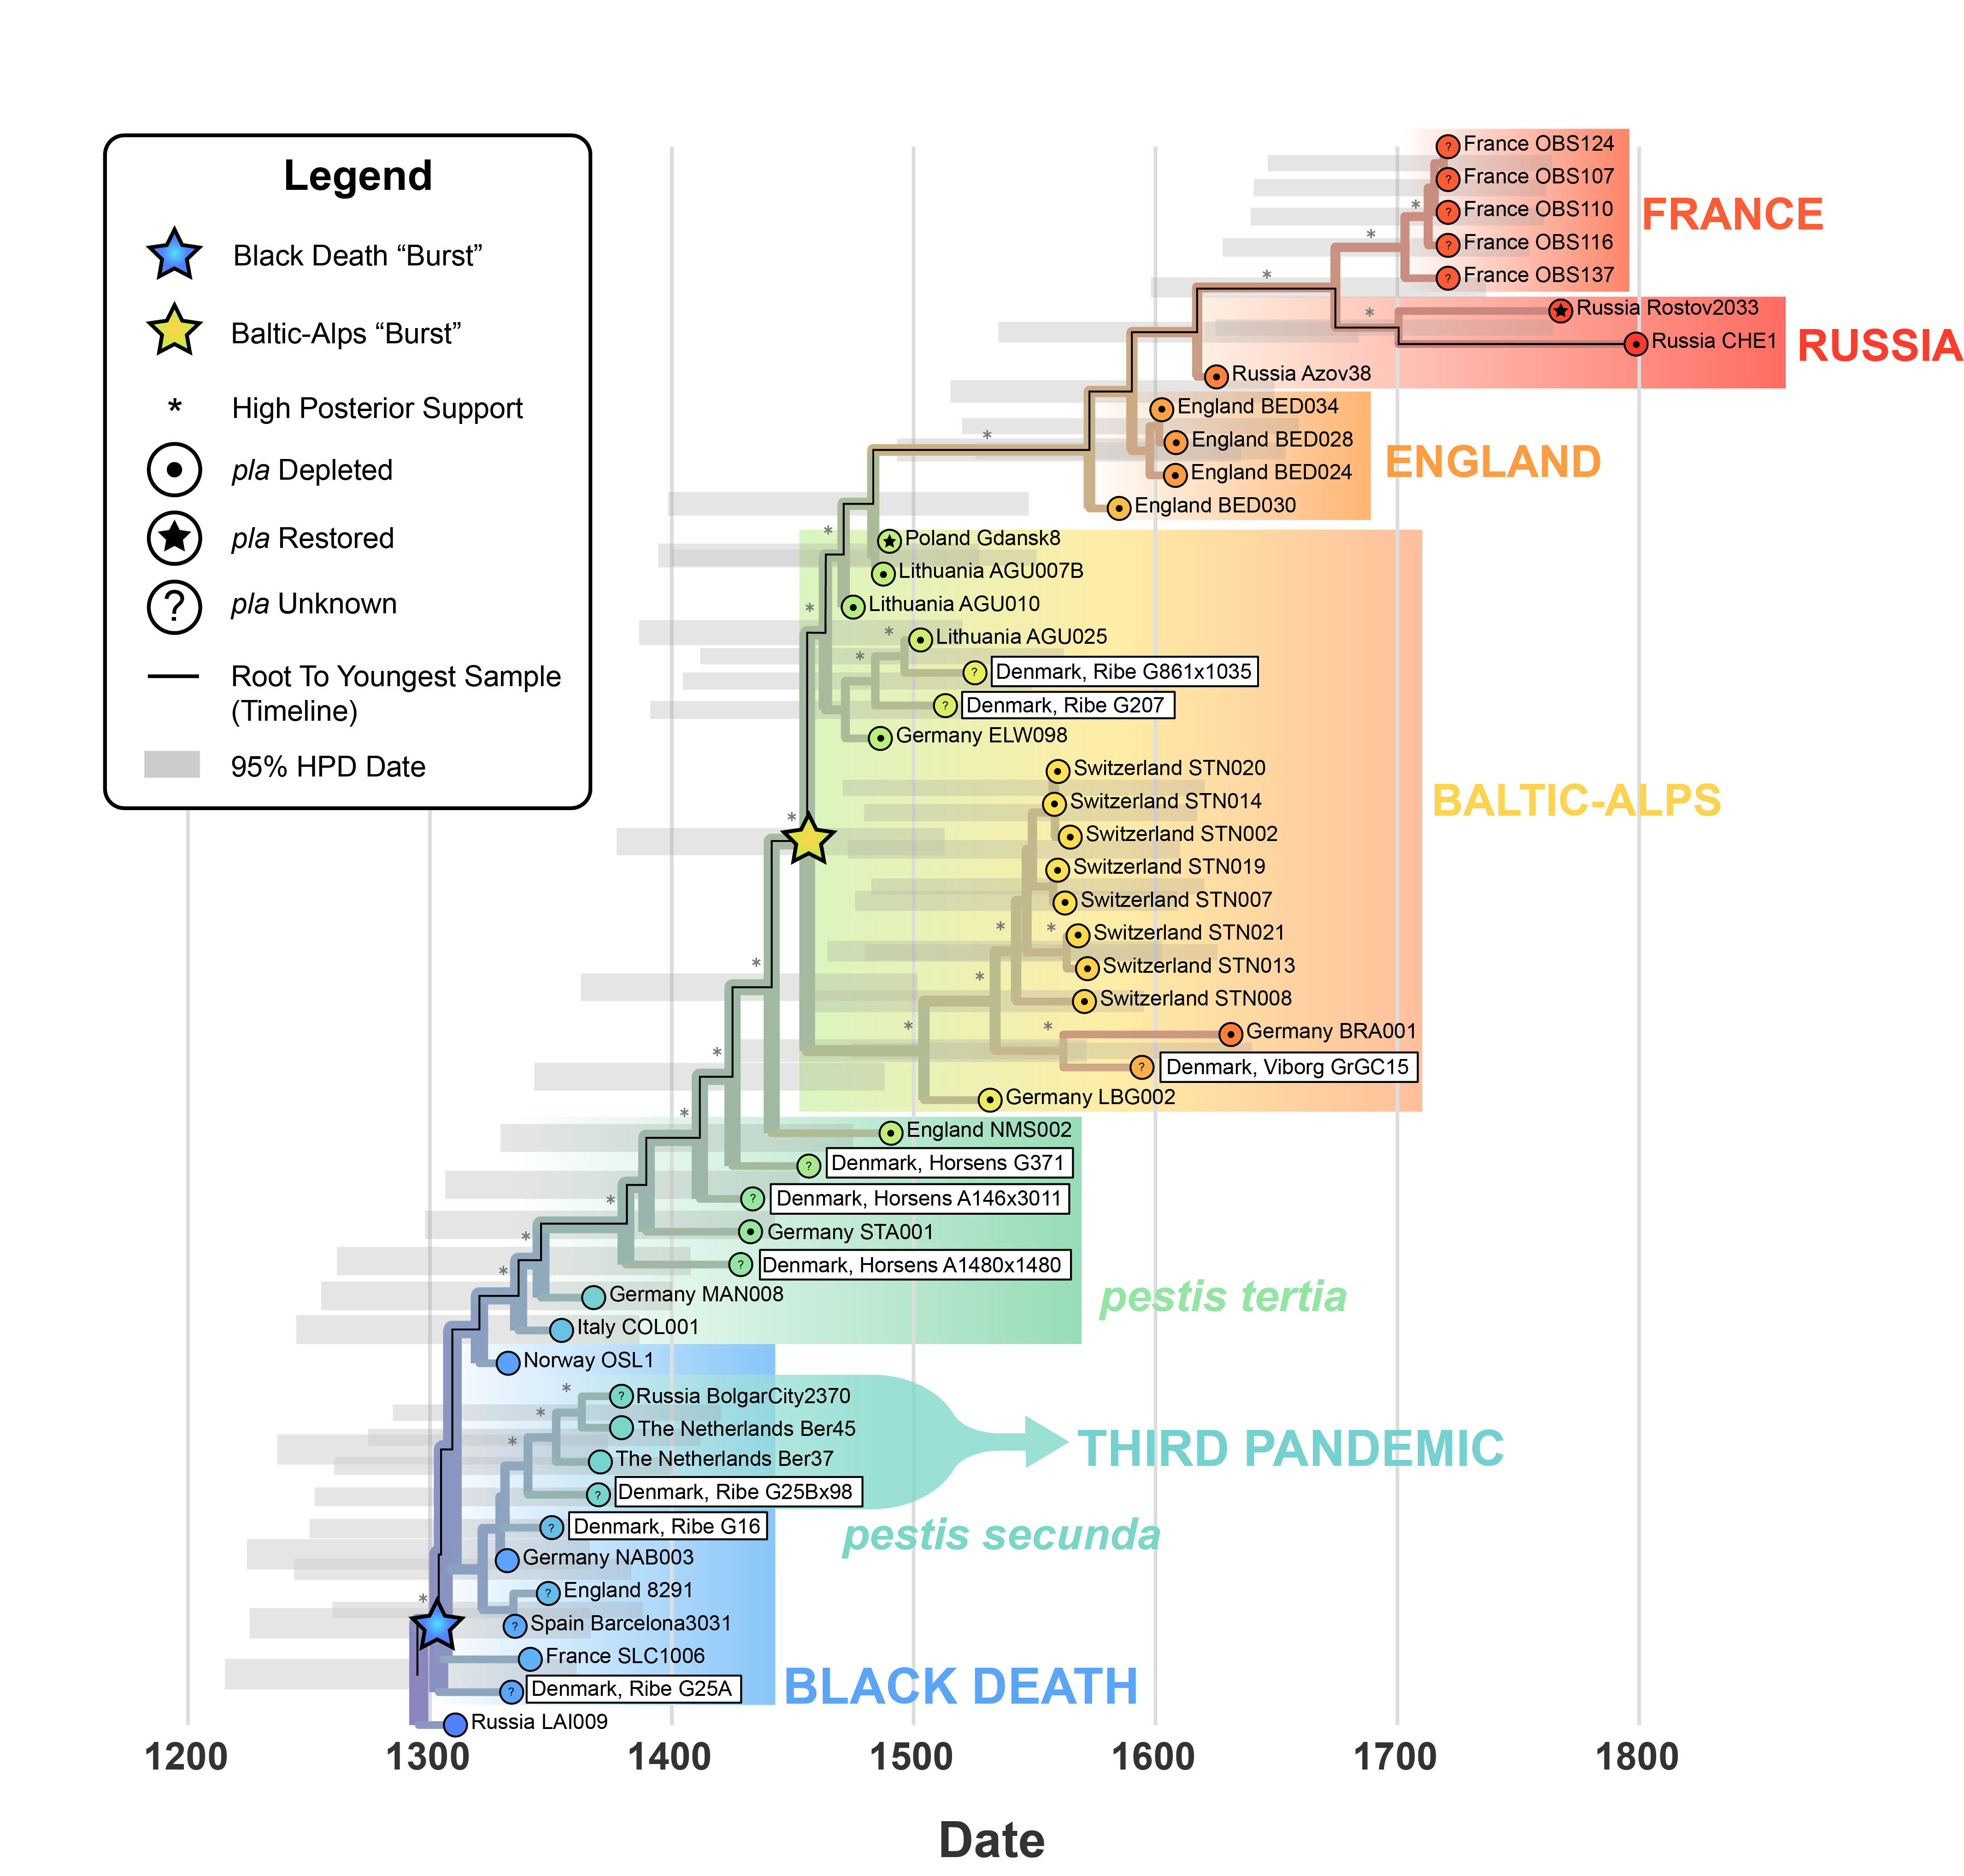 Legend
Black Death “Burst”
Baltic-Alps “Burst”
* High Posterior Support
pla Depleted
pla Restored
? pla Unknown
Root To Youngest Sample
(Timeline)
95% HPD Date
? France OBS124
? France OBS107
? France OBS110
? France OBS116
? France OBS137
FRANCE
Russia Rostov2033
Russia CHE1
Russia Azov38
RUSSIA
England BED034
England BED028
England BED024
England BED030
ENGLAND
Poland Gdansk8
Lithuania AGU007B
Lithuania AGU010
Lithuania AGU025
? Denmark, Ribe G861x1035
? Denmark, Ribe G207
Germany ELW098
Switzerland STN020
Switzerland STN014
Switzerland STN002
Switzerland STN019
Switzerland STN007
Switzerland STN021
Switzerland STN013
Switzerland STN008
Germany BRA001
? Denmark, Viborg GrGC15
Germany LBG002
BALTIC-ALPS
England NMS002
? Denmark, Horsens G371
? Denmark, Horsens A146x3011
Germany STA001
? Denmark, Horsens A1480x1480
Germany MAN008
Italy COL001
pestis tertia
Norway OSL1
? Russia BolgarCity2370
The Netherlands Ber45
The Netherlands Ber37
? Denmark, Ribe G25Bx98
THIRD PANDEMIC
pestis secunda
? Denmark, Ribe G16
Germany NAB003
? England 8291
? Spain Barcelona3031
France SLC1006
? Denmark, Ribe G25A
Russia LAI009
BLACK DEATH
1200 1300 1400 1500 1600 1700 1800
Date